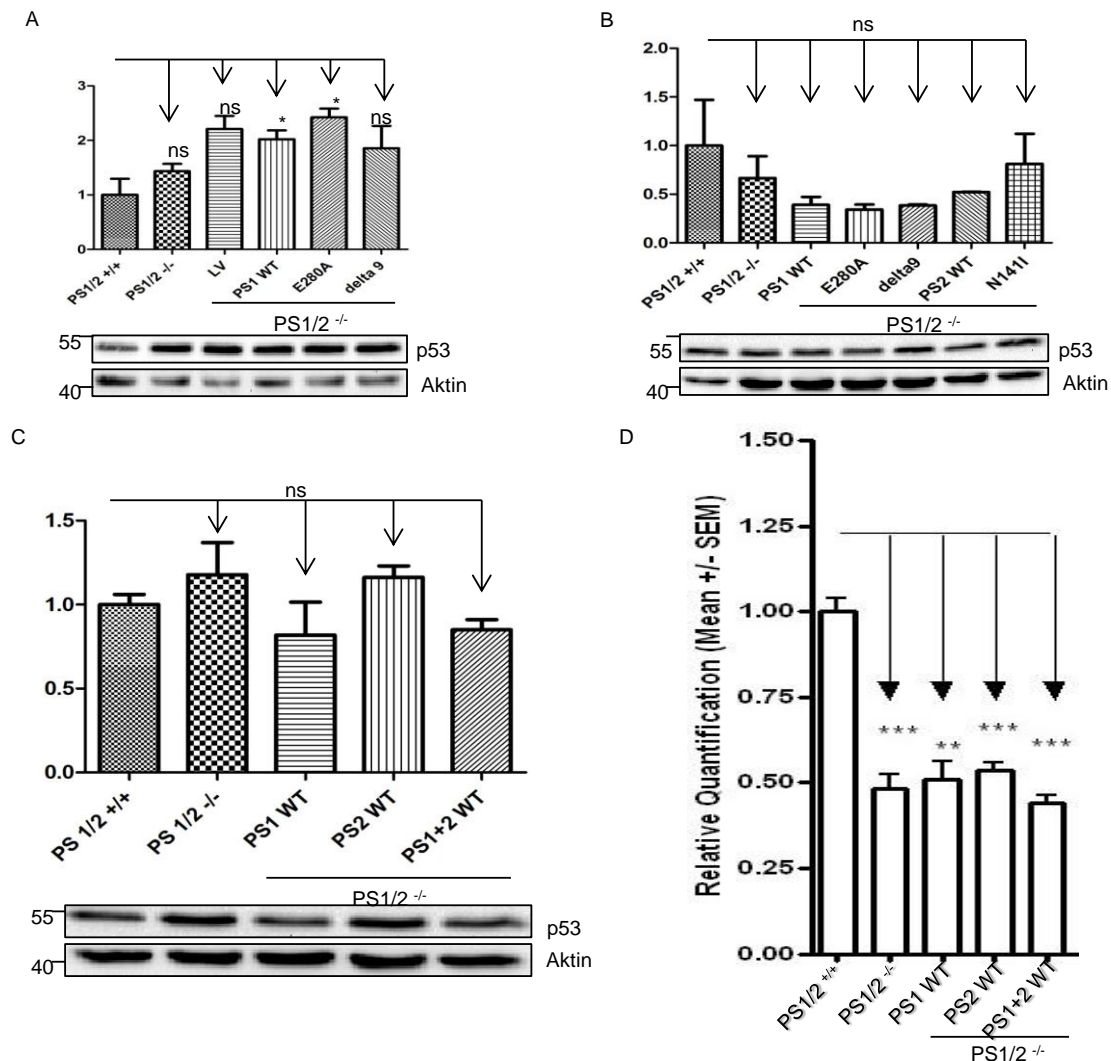 A
ns
*
*
ns
ns
3
2
1
0
PS1/2 +/+
PS1/2 -/-
LV
PS1 WT
E280A
delta 9
PS1/2 -/-
55
p53
40
Aktin
B
ns
2.0
1.5
1.0
0.5
0.0
PS1/2 +/+
PS1/2 -/-
PS1 WT
E280A
delta9
PS2 WT
N141I
PS1/2 -/-
55
p53
40
Aktin
C
ns
1.5
1.0
0.5
0.0
PS 1/2 +/+
PS 1/2 -/-
PS1 WT
PS2 WT
PS1+2 WT
PS1/2 -/-
55
p53
40
Aktin
D
Relative Quantification (Mean +/- SEM)
1.50
1.25
1.00
0.75
0.50
0.25
0.00
***
**
***
***
PS1/2 +/+
PS1/2 -/-
PS1 WT
PS2 WT
PS1+2 WT
PS1/2 -/-